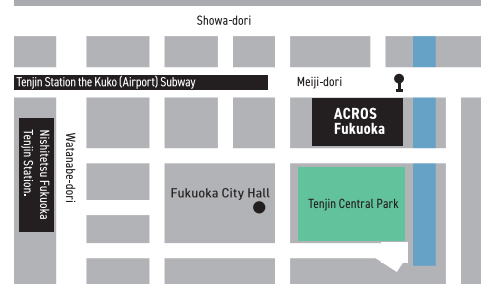 Showa-dori
Tenjin Station the Kuko (Airport) Subway
Meiji-dori
ACROS
Fukuoka
Nishitetsu Fukuoka
Tenjin Station.
Watanabe-dori
Fukuoka City Hall
Tenjin Central Park